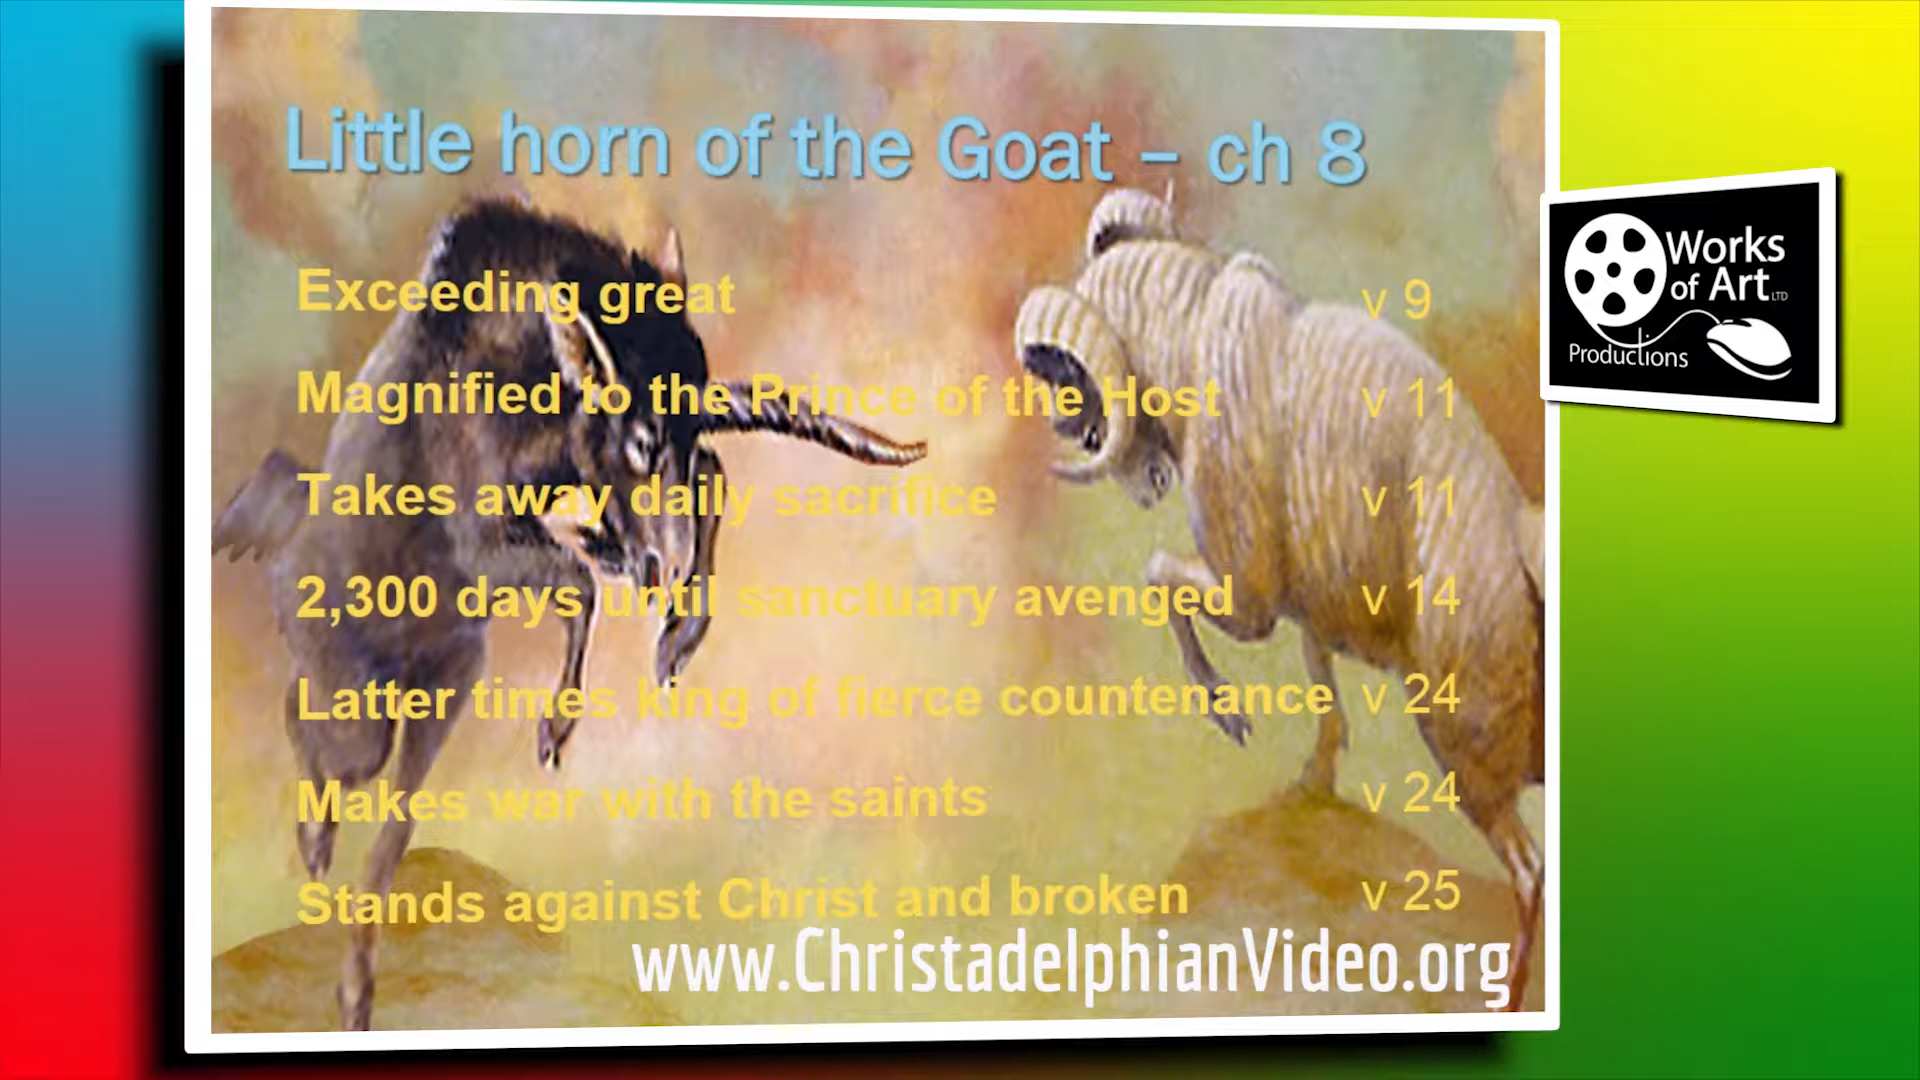 Little horn of the Goat – ch 8
Exceeding great v 9
Magnified to the Prince of the Host v 11
Takes away daily sacrifice v 11
2,300 days until sanctuary avenged v 14
Latter times king of fierce countenance v 24
Makes war with the saints v 24
Stands against Christ and broken v 25
www.ChristadelphianVideo.org
Works
of Art LTD
Productions